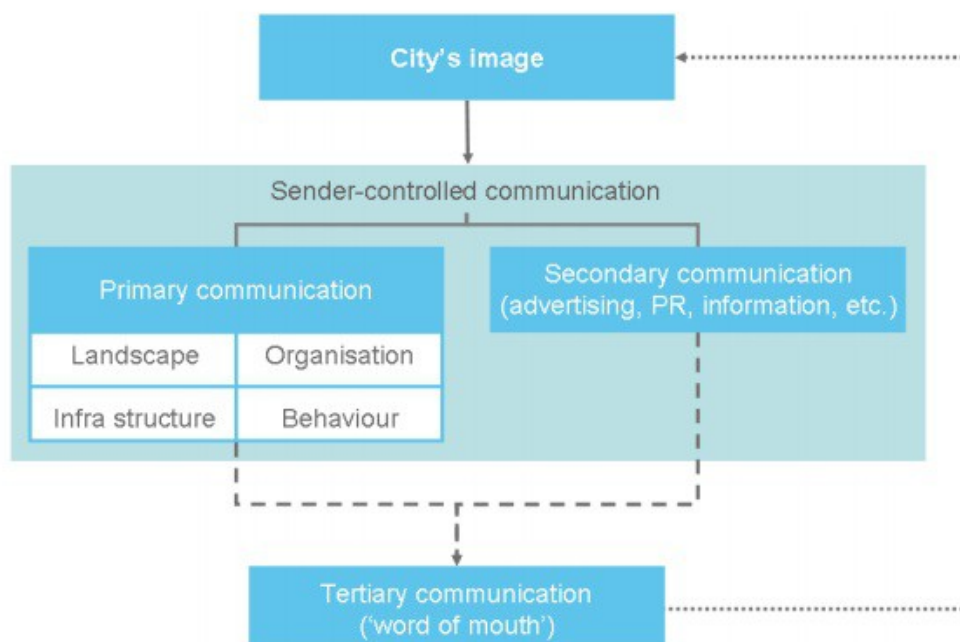 City's image
Sender-controlled communication
Primary communication
Landscape
Organisation
Infra structure
Behaviour
Secondary communication
(advertising, PR, information, etc.)
Tertiary communication
('word of mouth')